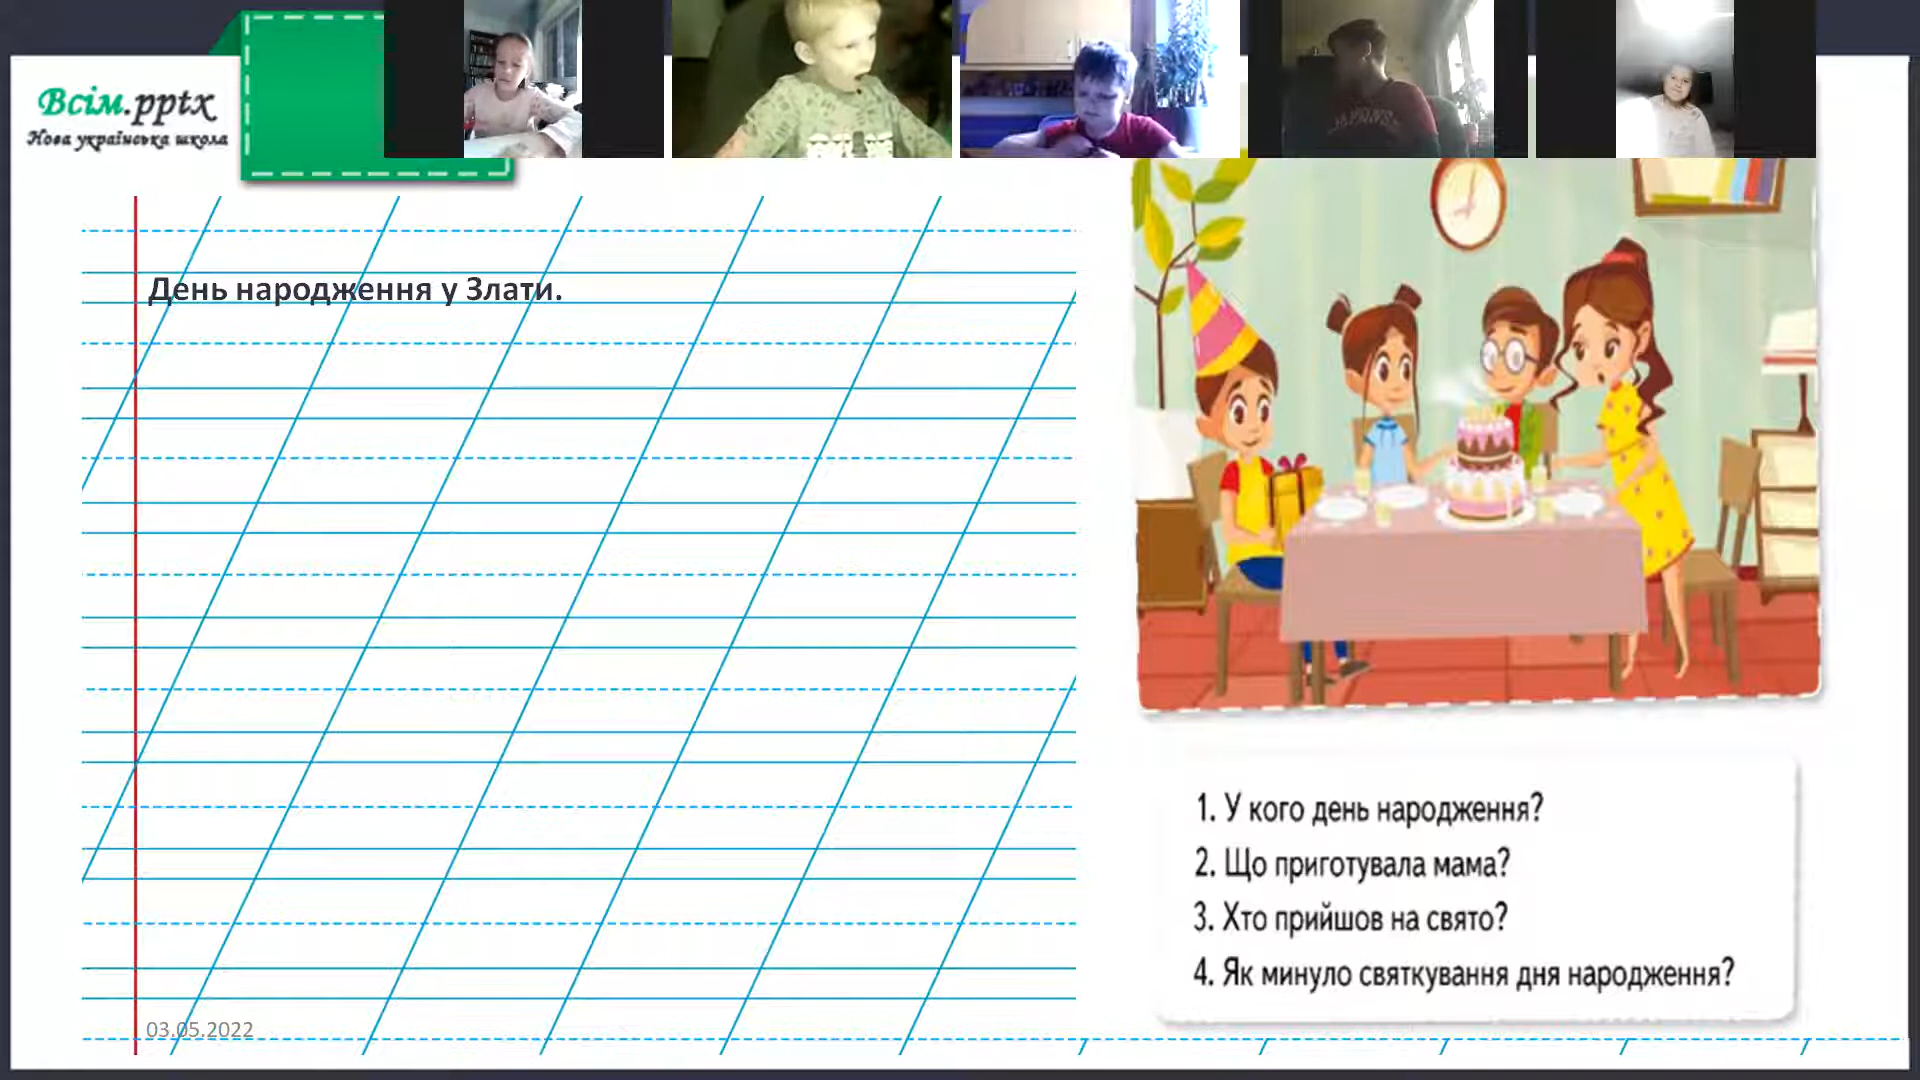 Всім.pptx
Нова українська школа
День народження у Злати.
1. У кого день народження?
2. Що приготувала мама?
3. Хто прийшов на свято?
4. Як минуло святкування дня народження?
03.05.2022